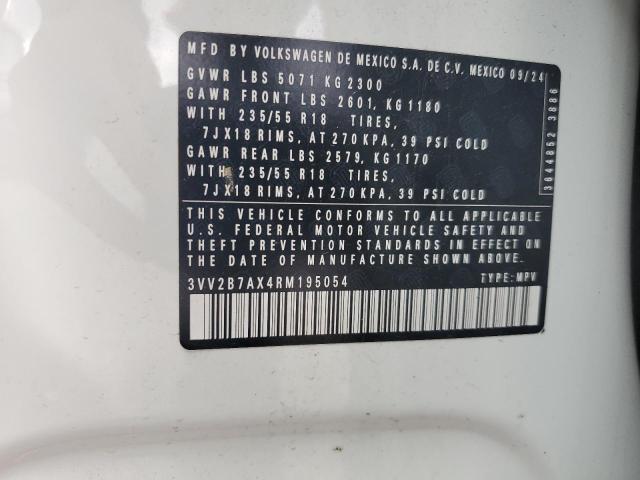 MFD BY VOLKSWAGEN DE MEXICO S.A. DE C.V. MEXICO 09/24
GVWR LBS 5071 KG 2300
GAWR FRONT LBS 2601, KG 1180
WITH 235/55 R18 TIRES,
7JX18 RIMS, AT 270 KPA, 39 PSI COLD
GAWR REAR LBS 2579, KG 1170
WITH 235/55 R18 TIRES,
7JX18 RIMS, AT 270 KPA, 39 PSI COLD
3644852 3886
THIS VEHICLE CONFORMS TO ALL APPLICABLE
U.S. FEDERAL MOTOR VEHICLE SAFETY AND
THEFT PREVENTION STANDARDS IN EFFECT ON
THE DATE OF MANUFACTURE SHOWN ABOVE.
3VV2B7AX4RM195054 TYPE: MPV